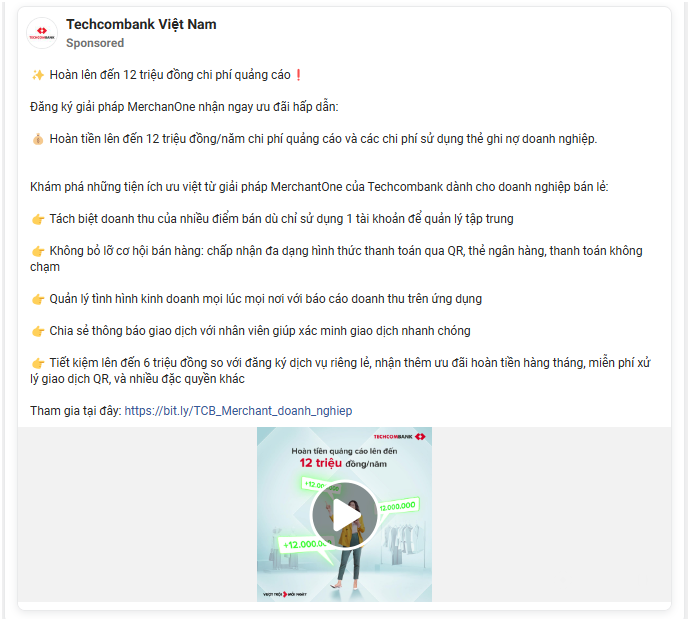 Techcombank Việt Nam
TECHCOMBANK
Sponsored
✨ Hoàn lên đến 12 triệu đồng chi phí quảng cáo❗
Đăng ký giải pháp MerchanOne nhận ngay ưu đãi hấp dẫn:
💰 Hoàn tiền lên đến 12 triệu đồng/năm chi phí quảng cáo và các chi phí sử dụng thẻ ghi nợ doanh nghiệp.
Khám phá những tiện ích ưu việt từ giải pháp MerchantOne của Techcombank dành cho doanh nghiệp bán lẻ:
👉 Tách biệt doanh thu của nhiều điểm bán dù chỉ sử dụng 1 tài khoản để quản lý tập trung
👉 Không bỏ lỡ cơ hội bán hàng: chấp nhận đa dạng hình thức thanh toán qua QR, thẻ ngân hàng, thanh toán không
chạm
👉 Quản lý tình hình kinh doanh mọi lúc mọi nơi với báo cáo doanh thu trên ứng dụng
👉 Chia sẻ thông báo giao dịch với nhân viên giúp xác minh giao dịch nhanh chóng
👉 Tiết kiệm lên đến 6 triệu đồng so với đăng ký dịch vụ riêng lẻ, nhận thêm ưu đãi hoàn tiền hàng tháng, miễn phí xử
lý giao dịch QR, và nhiều đặc quyền khác
Tham gia tại đây: https://bit.ly/TCB_Merchant_doanh_nghiep
TECHCOMBANK
Hoàn tiền quảng cáo lên đến
12 triệu đồng/năm
+12.000.
12.000.000
+12.000.00
VƯỢT TRỘI MỖI NGÀY